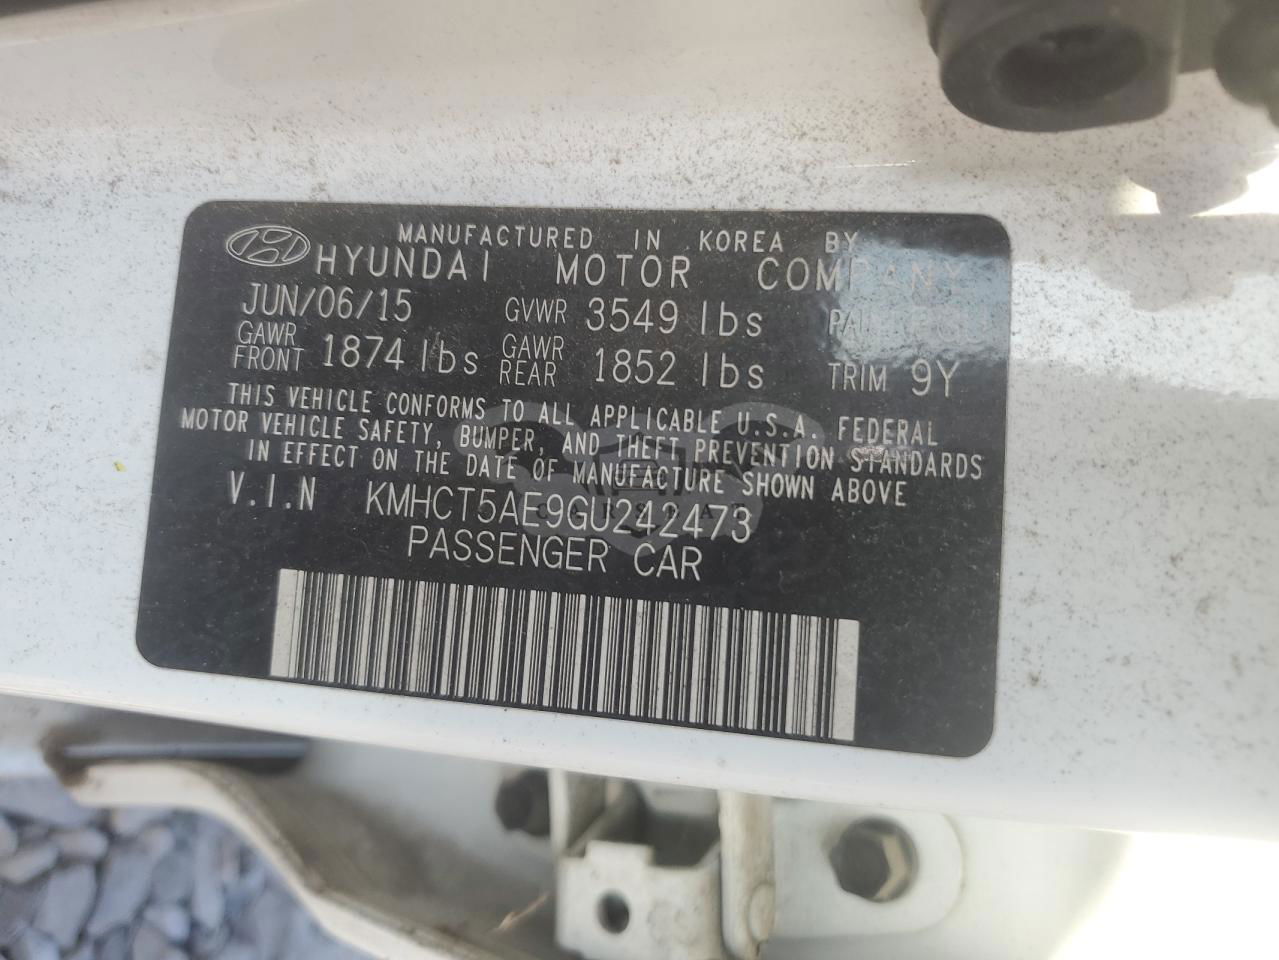 MANUFACTURED IN KOREA BY
HYUNDAI MOTOR COMPANY
JUN/06/15 GVWR 3549 lbs
GAWR FRONT 1874 lbs GAWR REAR 1852 lbs TRIM 9Y
THIS VEHICLE CONFORMS TO ALL APPLICABLE U.S.A. FEDERAL
MOTOR VEHICLE SAFETY, BUMPER, AND THEFT PREVENTION STANDARDS
IN EFFECT ON THE DATE OF MANUFACTURE SHOWN ABOVE
V.I.N KMHCT5AE9GU242473
PASSENGER CAR